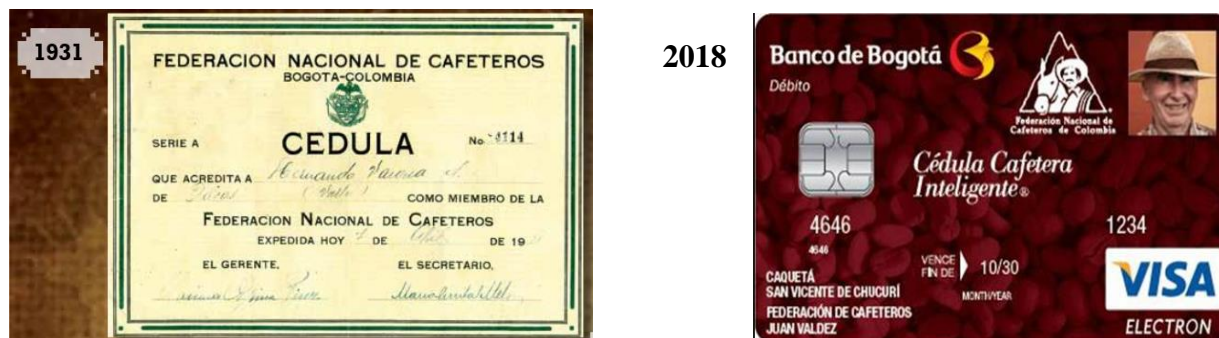 1931
FEDERACION NACIONAL DE CAFETEROS
BOGOTA-COLOMBIA
SERIE A
CEDULA
No
QUE ACREDITA A Hernando
DE (Valle) COMO MIEMBRO DE LA
FEDERACION NACIONAL DE CAFETEROS
EXPEDIDA HOY 7 DE DE 19
EL GERENTE,
EL SECRETARIO,
2018
Banco de Bogotá
Débito
Federación Nacional de
Cafeteros de Colombia
Cédula Cafetera
Inteligente®
4646 1234
4646
VENCE
FIN DE 10/30
MONTH/YEAR
CAQUETÁ
SAN VICENTE DE CHUCURÍ
FEDERACIÓN DE CAFETEROS
JUAN VALDEZ
VISA
ELECTRON